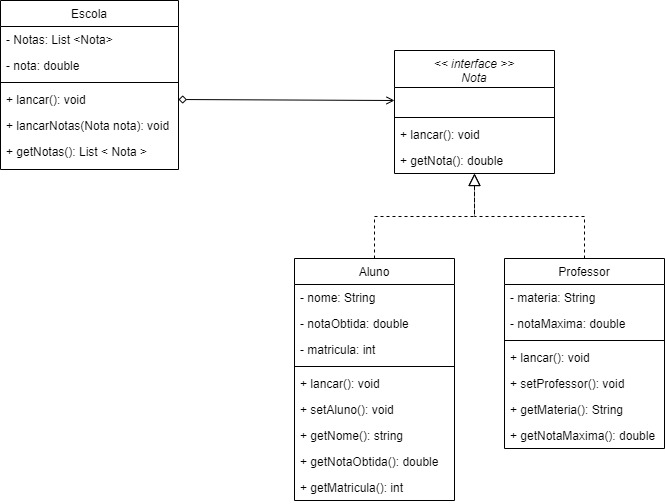 Escola
- Notas: List <Nota>
- nota: double
+ lancar(): void
+ lancarNotas(Nota nota): void
+ getNotas(): List < Nota >
<< interface >>
Nota
+ lancar(): void
+ getNota(): double
Aluno
- nome: String
- notaObtida: double
- matricula: int
+ lancar(): void
+ setAluno(): void
+ getNome(): string
+ getNotaObtida(): double
+ getMatricula(): int
Professor
- materia: String
- notaMaxima: double
+ lancar(): void
+ setProfessor(): void
+ getMateria(): String
+ getNotaMaxima(): double